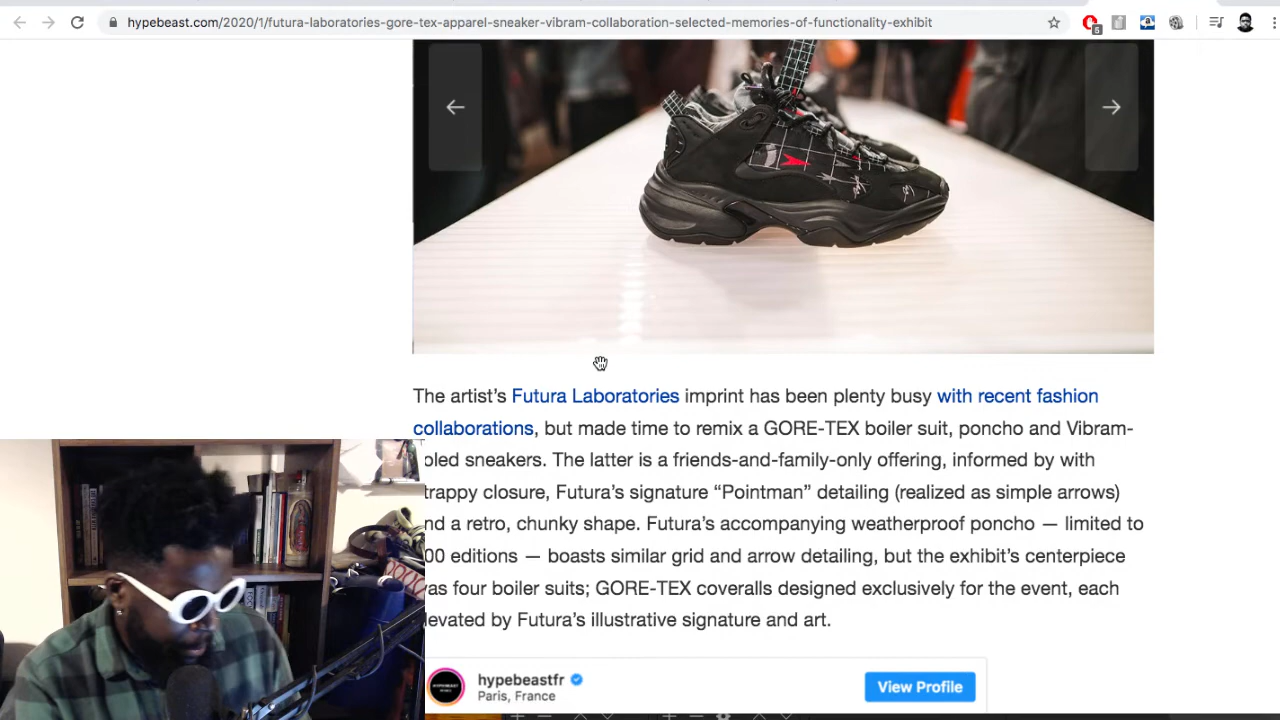 hypebeast.com/2020/1/futura-laboratories-gore-tex-apparel-sneaker-vibram-collaboration-selected-memories-of-functionality-exhibit
5
The artist's Futura Laboratories imprint has been plenty busy with recent fashion
collaborations, but made time to remix a GORE-TEX boiler suit, poncho and Vibram-
oled sneakers. The latter is a friends-and-family-only offering, informed by with
trappy closure, Futura's signature “Pointman” detailing (realized as simple arrows)
nd a retro, chunky shape. Futura's accompanying weatherproof poncho — limited to
00 editions — boasts similar grid and arrow detailing, but the exhibit's centerpiece
as four boiler suits; GORE-TEX coveralls designed exclusively for the event, each
levated by Futura's illustrative signature and art.
hypebeastfr
View Profile
Paris, France